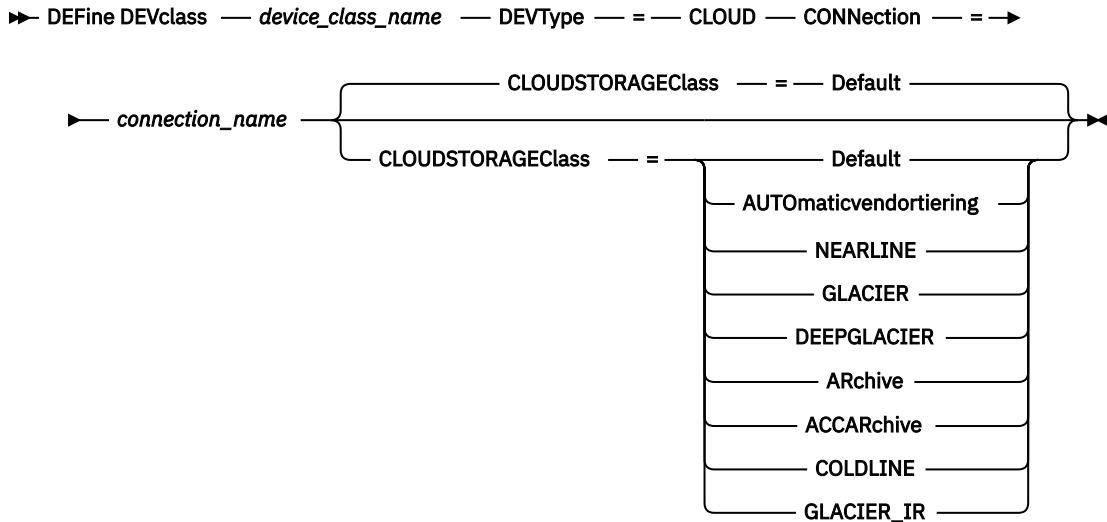 DEFine DEVclass device_class_name DEVType = CLOUD CONNection =
CLOUDSTORAGEClass = Default
connection_name
CLOUDSTORAGEClass = Default
AUTOmaticvendortiering
NEARLINE
GLACIER
DEEPGLACIER
ARchive
ACCARchive
COLDLINE
GLACIER_IR